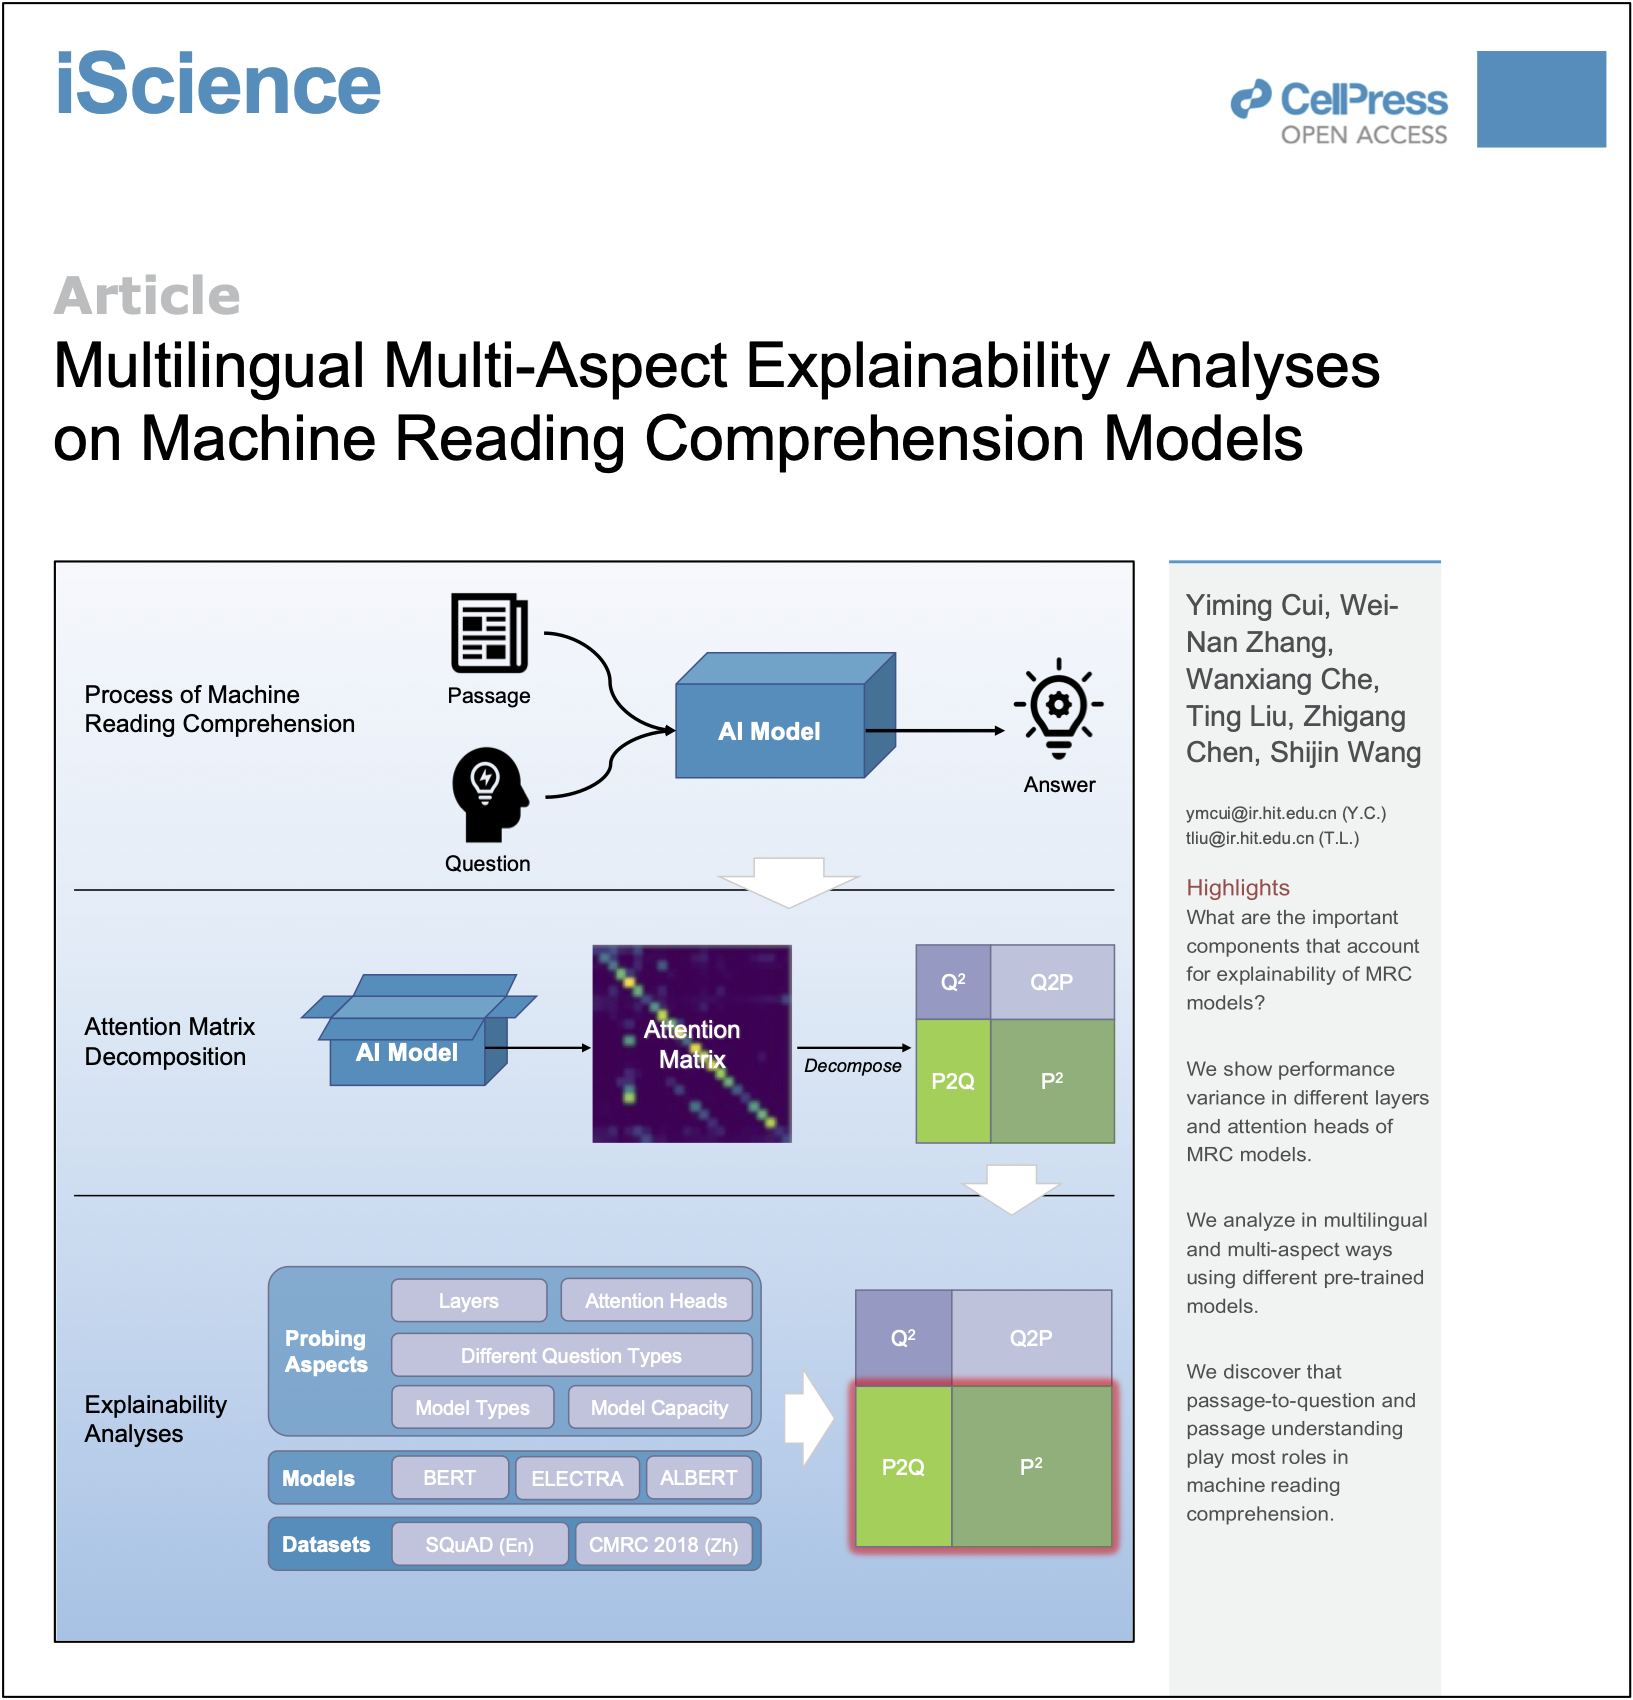 iScience
CellPress
OPEN ACCESS
Article
Multilingual Multi-Aspect Explainability Analyses
on Machine Reading Comprehension Models
Process of Machine
Reading Comprehension
Passage
Question
AI Model
Answer
Attention Matrix
Decomposition
AI Model
Attention
Matrix
Decompose
Q²
Q2P
P2Q
P²
Explainability
Analyses
Probing
Aspects
Layers
Attention Heads
Different Question Types
Model Types
Model Capacity
Models
BERT
ELECTRA
ALBERT
Datasets
SQuAD (En)
CMRC 2018 (Zh)
Q²
Q2P
P2Q
P²
Yiming Cui, Wei-
Nan Zhang,
Wanxiang Che,
Ting Liu, Zhigang
Chen, Shijin Wang
ymcui@ir.hit.edu.cn (Y.C.)
tliu@ir.hit.edu.cn (T.L.)
Highlights
What are the important
components that account
for explainability of MRC
models?
We show performance
variance in different layers
and attention heads of
MRC models.
We analyze in multilingual
and multi-aspect ways
using different pre-trained
models.
We discover that
passage-to-question and
passage understanding
play most roles in
machine reading
comprehension.